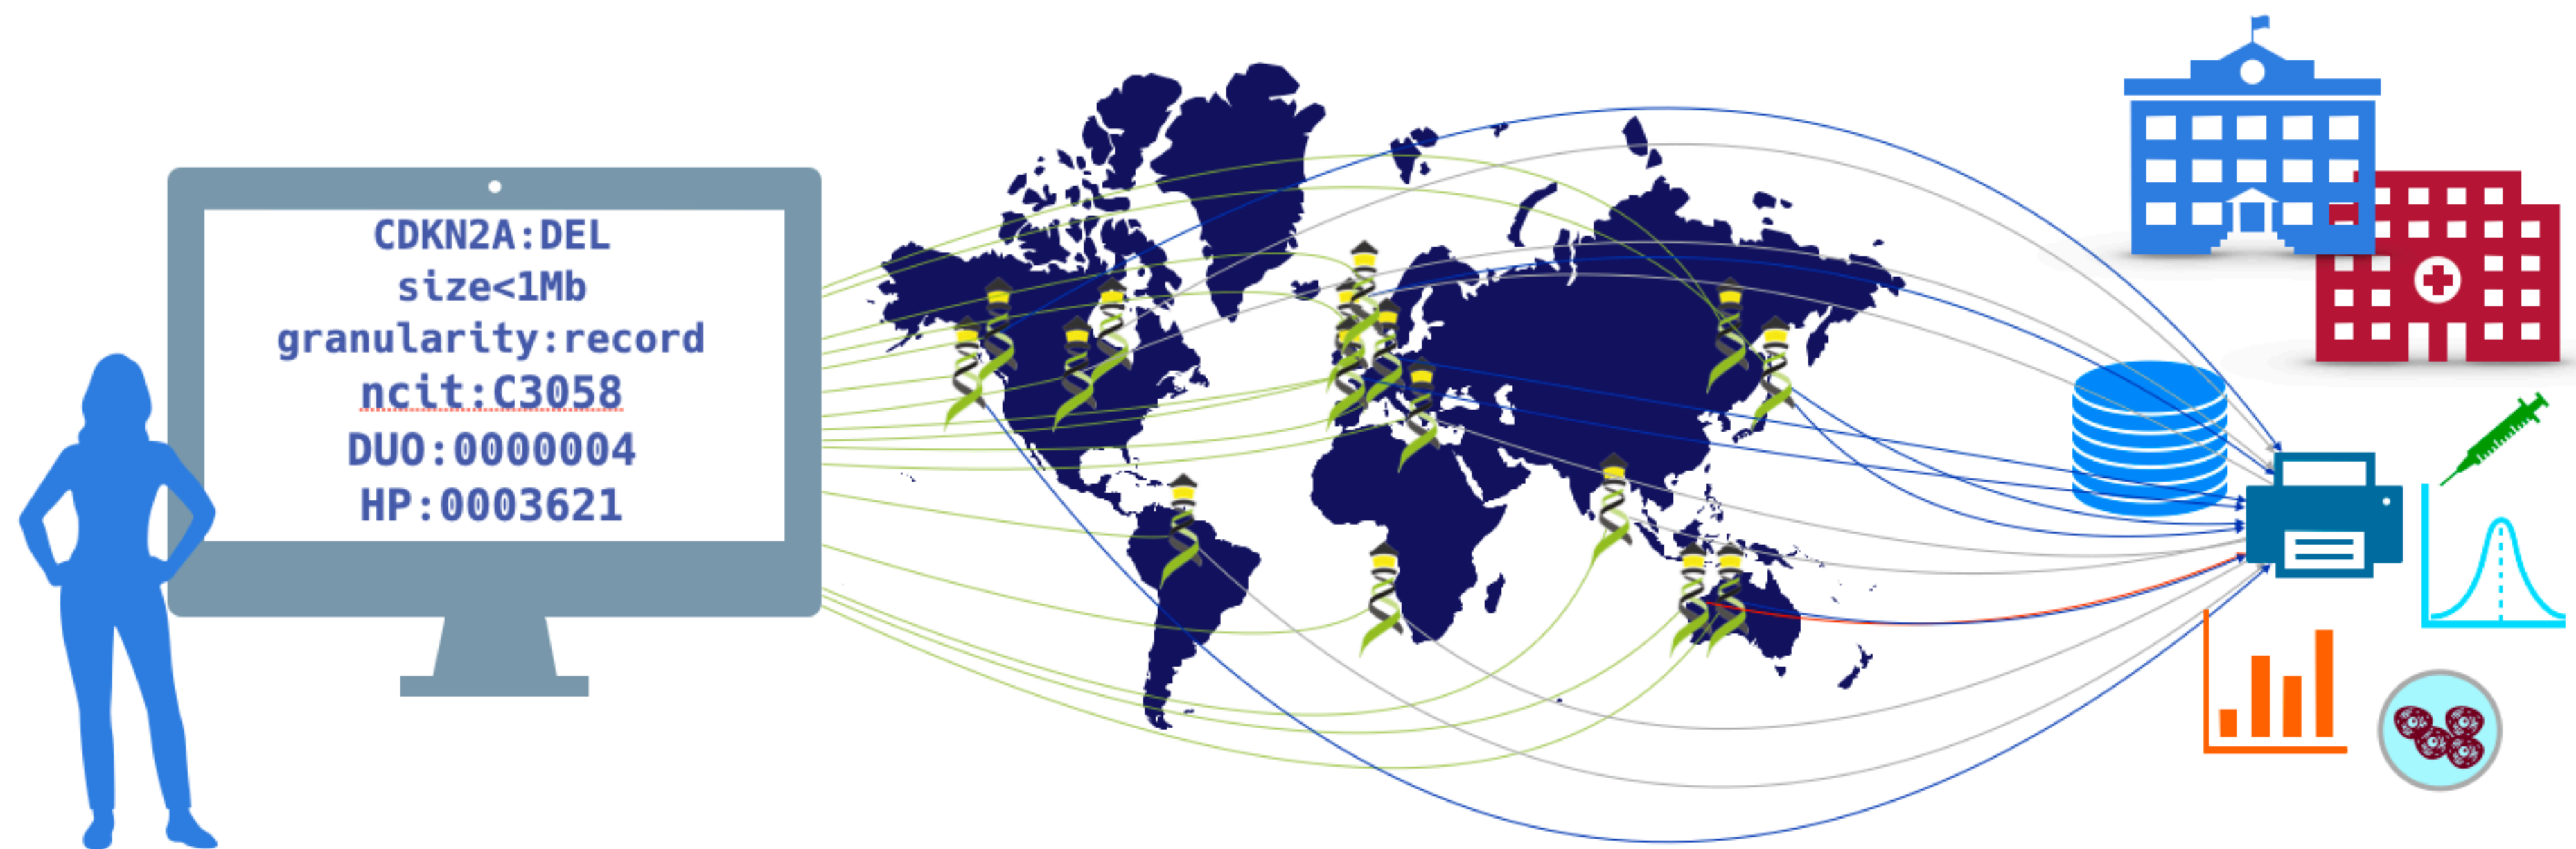 CDKN2A:DEL
size<1Mb
granularity:record
ncit:C3058
DUO:0000004
HP:0003621